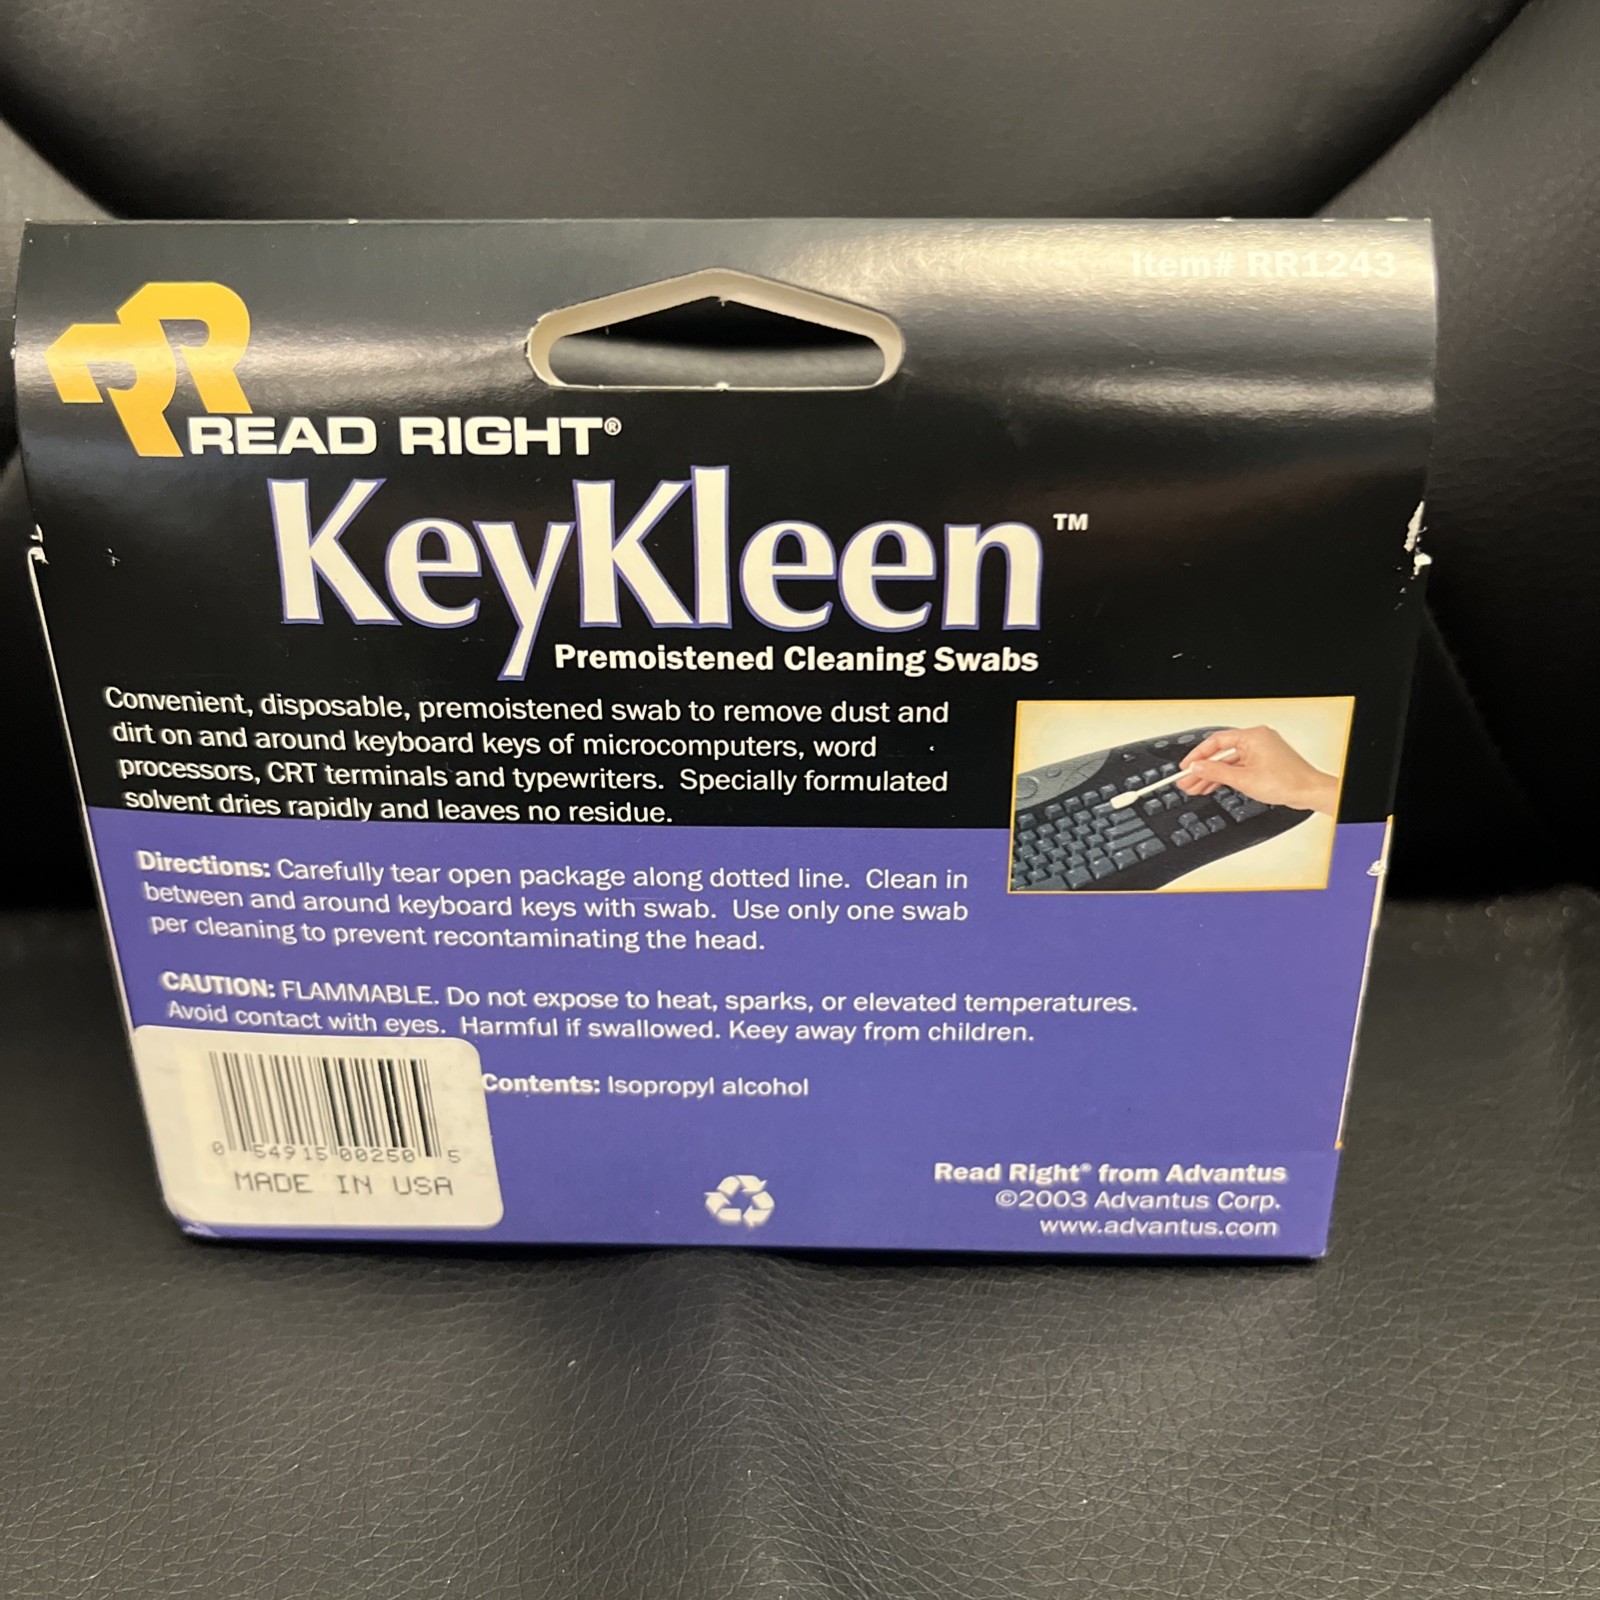 Item# RR1243
READ RIGHT®
KeyKleen™
Premoistened Cleaning Swabs
Convenient, disposable, premoistened swab to remove dust and
dirt on and around keyboard keys of microcomputers, word
processors, CRT terminals and typewriters. Specially formulated
solvent dries rapidly and leaves no residue.
Directions: Carefully tear open package along dotted line. Clean in
between and around keyboard keys with swab. Use only one swab
per cleaning to prevent recontaminating the head.
CAUTION: FLAMMABLE. Do not expose to heat, sparks, or elevated temperatures.
Avoid contact with eyes. Harmful if swallowed. Keey away from children.
Contents: Isopropyl alcohol
0 54915 00250 5
MADE IN USA
Read Right® from Advantus
©2003 Advantus Corp.
www.advantus.com